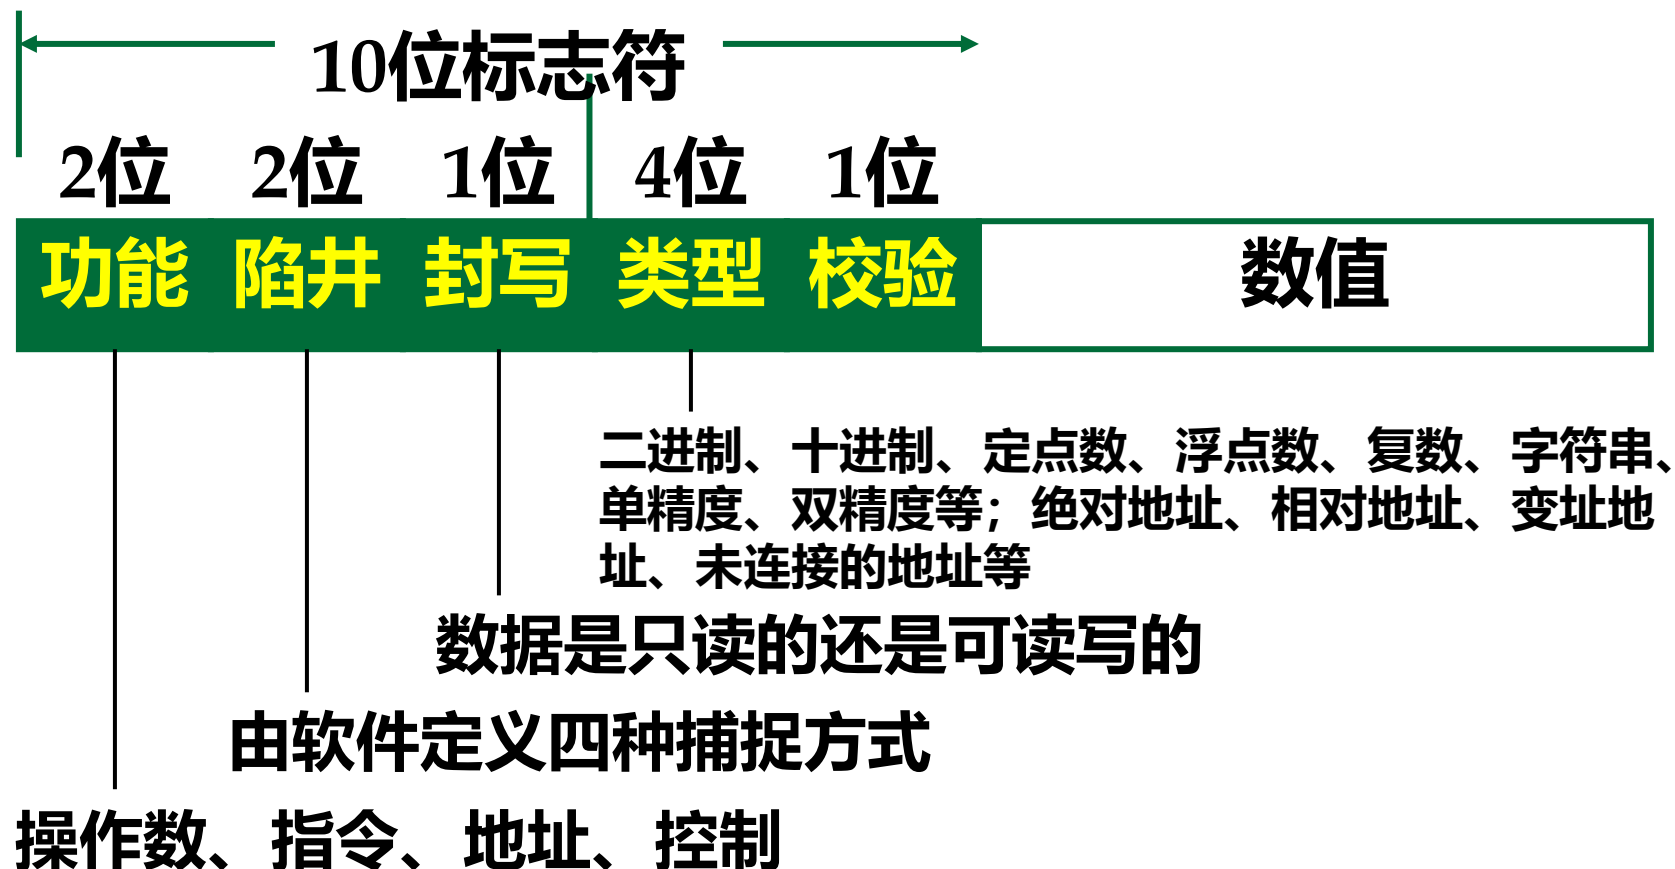 10位标志符
2位 2位 1位 4位 1位
功能 陷井 封写 类型 校验 数值
二进制、十进制、定点数、浮点数、复数、字符串、
单精度、双精度等；绝对地址、相对地址、变址地
址、未连接的地址等
数据是只读的还是可读写的
由软件定义四种捕捉方式
操作数、指令、地址、控制